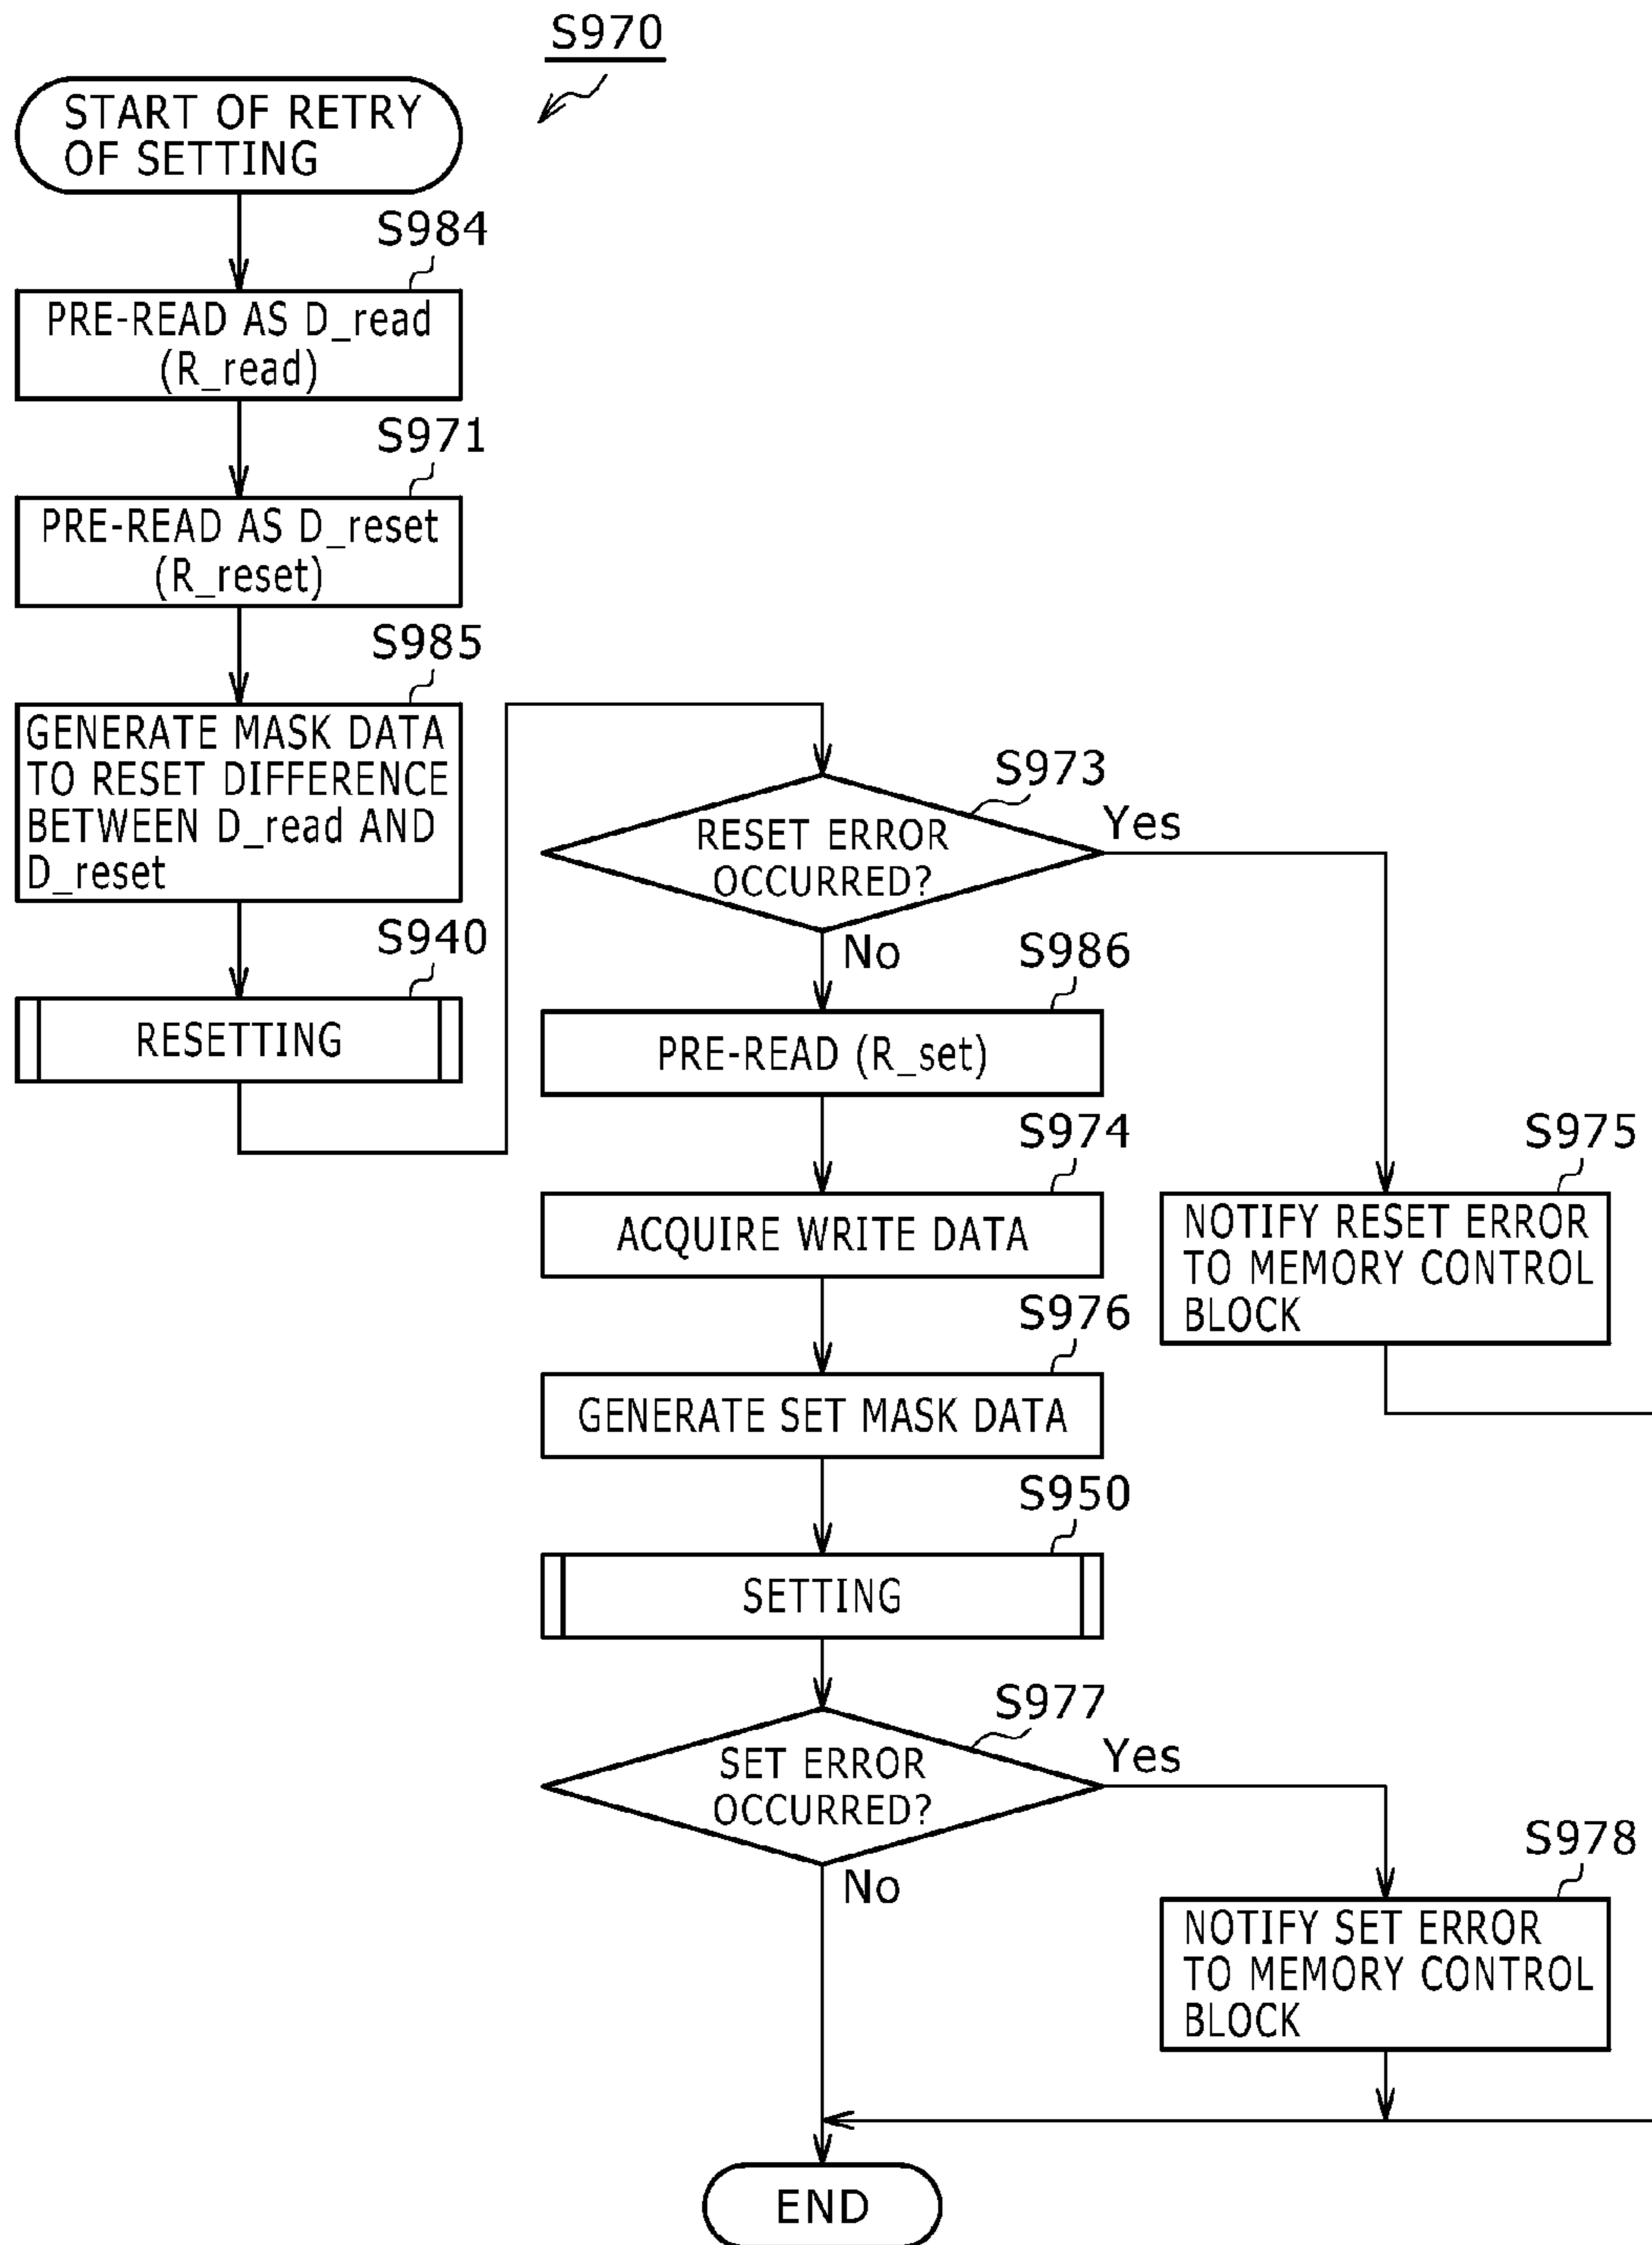 S970
START OF RETRY
OF SETTING
S984
PRE-READ AS D_read
(R_read)
S971
PRE-READ AS D_reset
(R_reset)
S985
GENERATE MASK DATA
TO RESET DIFFERENCE
BETWEEN D_read AND
D_reset
S940
RESETTING
S973
RESET ERROR
OCCURRED?
Yes
No
S986
PRE-READ (R_set)
S974
ACQUIRE WRITE DATA
S975
NOTIFY RESET ERROR
TO MEMORY CONTROL
BLOCK
S976
GENERATE SET MASK DATA
S950
SETTING
S977
SET ERROR
OCCURRED?
Yes
No
S978
NOTIFY SET ERROR
TO MEMORY CONTROL
BLOCK
END